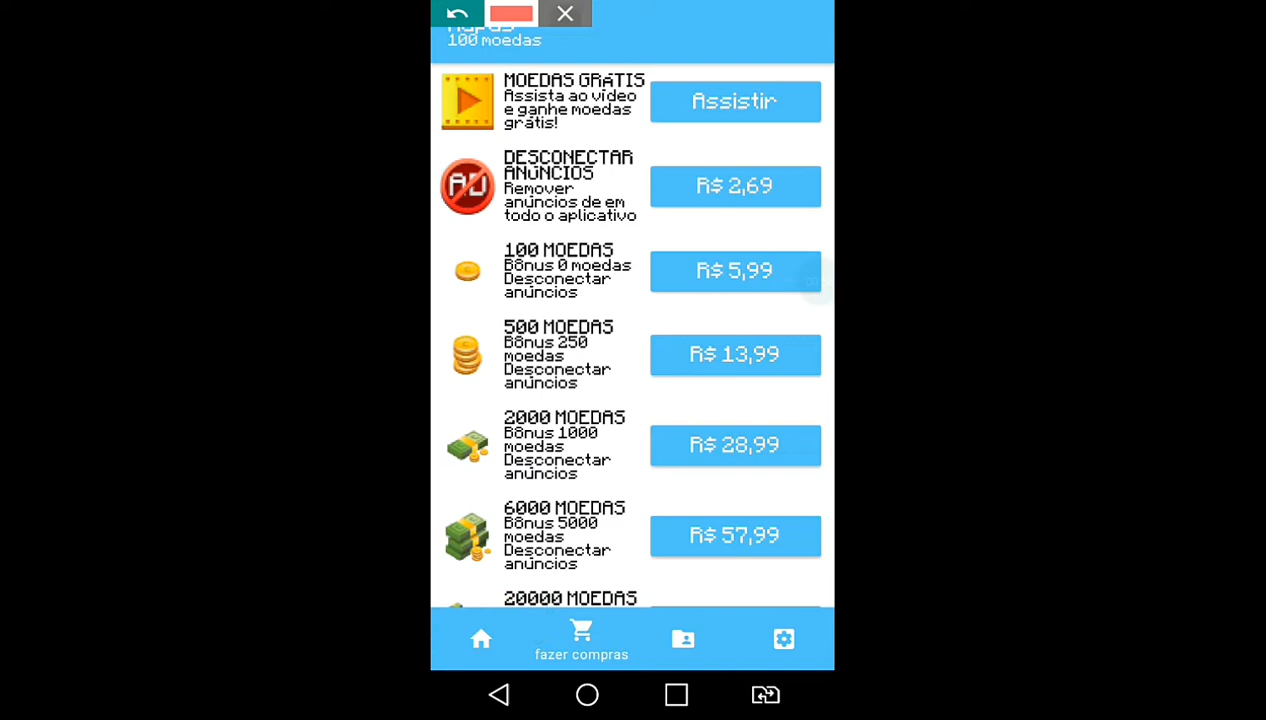 100 moedas
MOEDAS GRÁTIS
Assista ao vídeo
e ganhe moedas
grátis!
Assistir
AD
DESCONECTAR
ANÚNCIOS
Remover
anúncios de em
todo o aplicativo
R$ 2,69
100 MOEDAS
Bônus 0 moedas
Desconectar
anúncios
R$ 5,99
500 MOEDAS
Bônus 250
moedas
Desconectar
anúncios
R$ 13,99
2000 MOEDAS
Bônus 1000
moedas
Desconectar
anúncios
R$ 28,99
6000 MOEDAS
Bônus 5000
moedas
Desconectar
anúncios
R$ 57,99
20000 MOEDAS
fazer compras